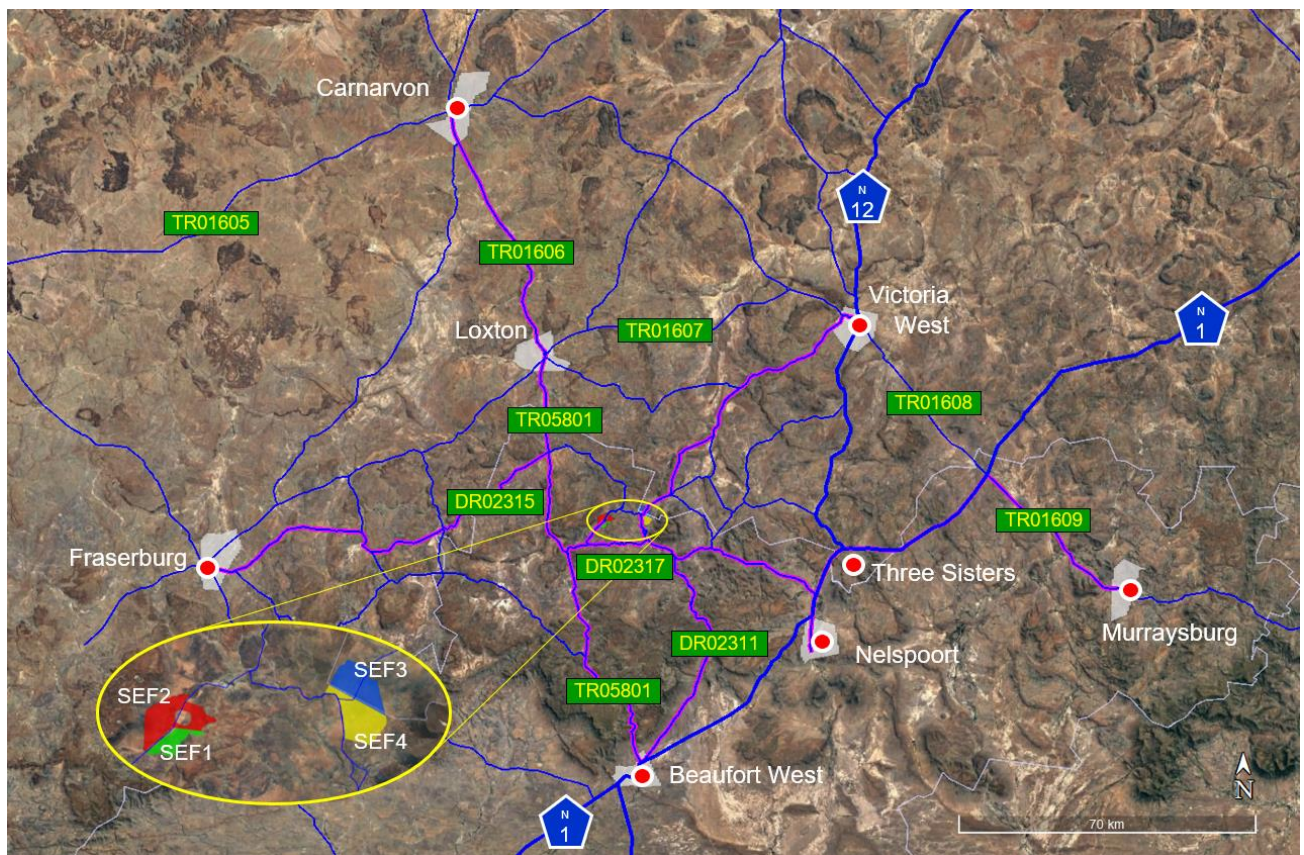 Carnarvon
N
12
TR01605
TR01606
Victoria
West
N
1
Loxton
TR01607
TR01608
TR05801
DR02315
TR01609
Fraserburg
DR02317
Three Sisters
Murraysburg
DR02311
Nelspoort
SEF3
SEF2
TR05801
SEF4
SEF1
Beaufort West
N
N
1
70 km